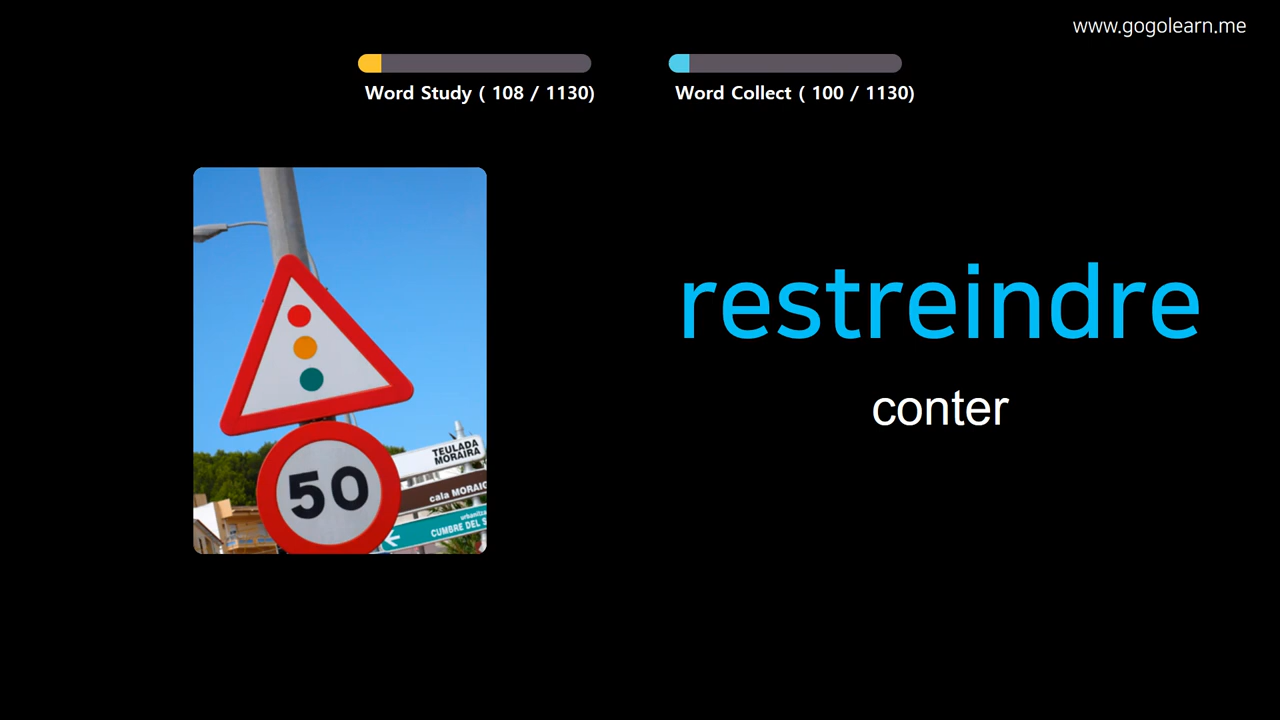 www.gogolearn.me
Word Study ( 108 / 1130)
Word Collect ( 100 / 1130)
restreindre
conter
50
TEULADA
MORAIRA
cala MORAIG
urbanitza
CUMBRE DEL S